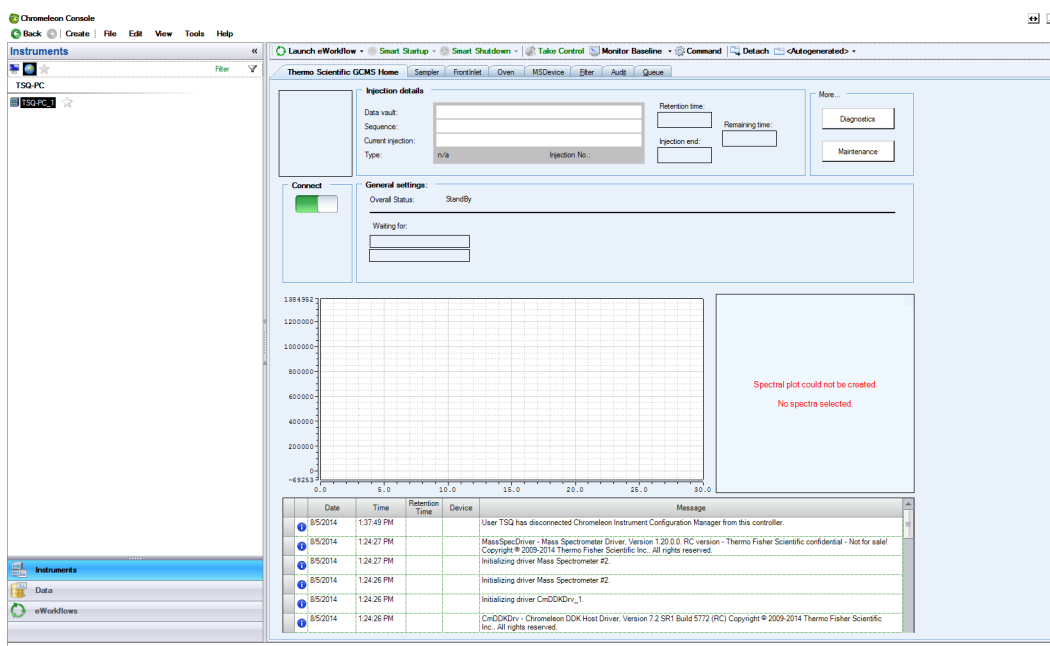 Chromeleon Console
Back Create File Edit View Tools Help
Instruments «
Launch eWorkflow Smart Startup Smart Shutdown Take Control Monitor Baseline Command Detach <Autogenerated>
Filter
Thermo Scientific GCMS Home Sampler FrontInlet Oven MSDevice Filter Audit Queue
TSQ-PC
TSQ-PC_1
Injection details
Data vault:
Sequence:
Current injection:
Type: n/a Injection No.:
Retention time:
Remaining time:
Injection end:
More...
Diagnostics
Maintenance
Connect
General settings:
Overall Status: StandBy
Waiting for:
1384952
1200000
1000000
800000
600000
400000
200000
0
-69253
0.0 5.0 10.0 15.0 20.0 25.0 30.0
Spectral plot could not be created.
No spectra selected.
Date Time Retention Time Device Message
8/5/2014 1:37:49 PM User TSQ has disconnected Chromeleon Instrument Configuration Manager from this controller.
8/5/2014 1:24:27 PM MassSpecDriver - Mass Spectrometer Driver, Version 1.20.0.0. RC version - Thermo Fisher Scientific confidential - Not for sale!
Copyright © 2009-2014 Thermo Fisher Scientific Inc.. All rights reserved.
8/5/2014 1:24:27 PM Initializing driver Mass Spectrometer #2.
8/5/2014 1:24:26 PM Initializing driver Mass Spectrometer #2.
8/5/2014 1:24:26 PM Initializing driver CmDDKDrv_1.
8/5/2014 1:24:26 PM CmDDKDrv - Chromeleon DDK Host Driver, Version 7.2 SR1 Build 5772 (RC) Copyright © 2009-2014 Thermo Fisher Scientific
Inc.. All rights reserved.
Instruments
Data
eWorkflows